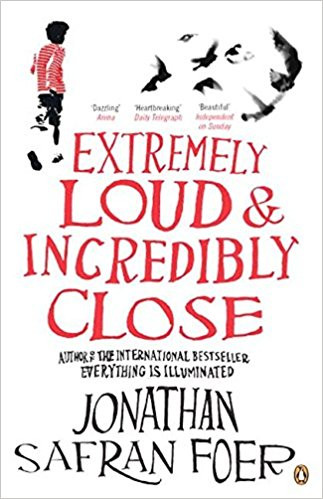 'Dazzling' 'Heartbreaking' 'Beautiful'
Arena Daily Telegraph Independent
on Sunday
EXTREMELY
LOUD &
INCREDIBLY
CLOSE
AUTHOR OF THE INTERNATIONAL BESTSELLER
EVERYTHING IS ILLUMINATED
JONATHAN
SAFRAN FOER